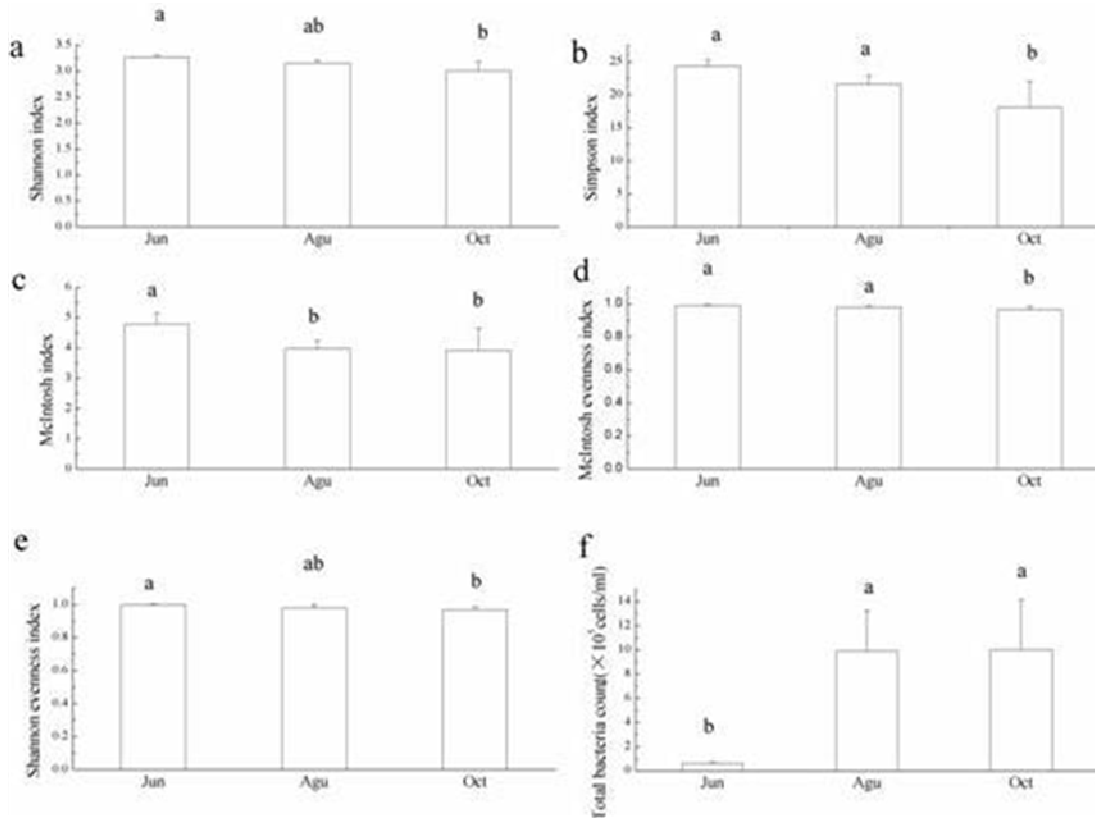 a
a
ab
b
Shannon index
3.5
3.0
2.5
2.0
1.5
1.0
0.5
0.0
Jun
Agu
Oct
b
a
a
b
Simpson index
25
20
15
10
5
0
Jun
Agu
Oct
c
a
b
b
McIntosh index
6
5
4
3
2
1
0
Jun
Agu
Oct
d
a
a
b
McIntosh evenness index
1.0
0.8
0.6
0.4
0.2
0.0
Jun
Agu
Oct
e
a
ab
b
Shannon evenness index
1.0
0.8
0.6
0.4
0.2
0.0
Jun
Agu
Oct
f
b
a
a
Total bacteria count(×10⁵cells/ml)
14
12
10
8
6
4
2
0
Jun
Agu
Oct